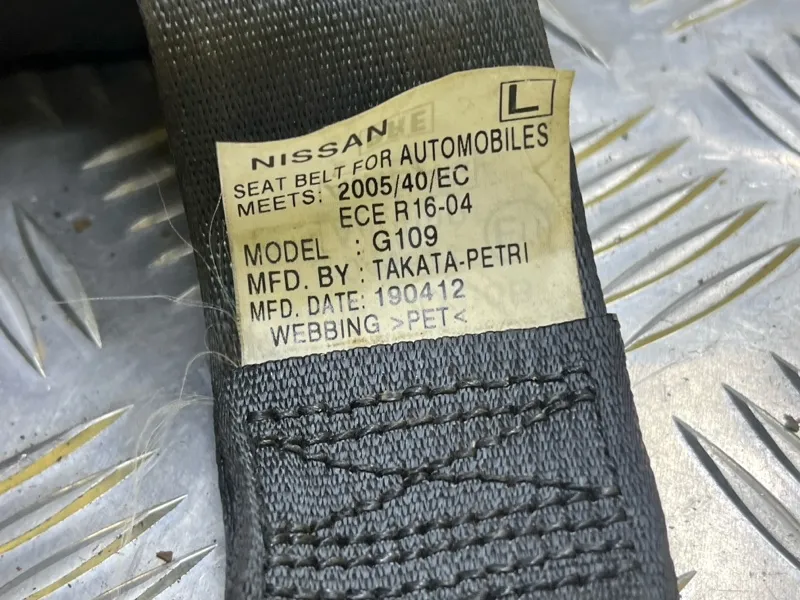 L
NISSAN
SEAT BELT FOR AUTOMOBILES
MEETS: 2005/40/EC
ECE R16-04
MODEL : G109
MFD. BY : TAKATA-PETRI
MFD. DATE: 190412
WEBBING >PET<